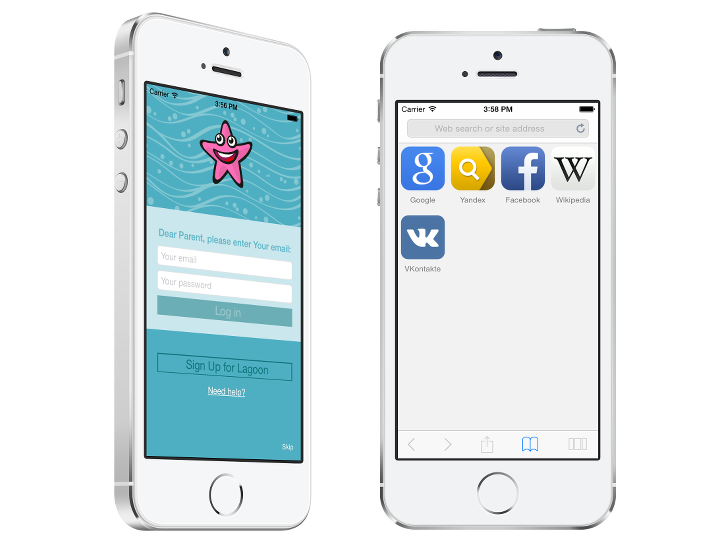 Carrier
3:56 PM
Dear Parent, please enter Your email:
Your email
Your password
Log in
Sign Up for Lagoon
Need help?
Skip
Carrier 3:58 PM
Web search or site address
g
f
W
Google Yandex Facebook Wikipedia
VKontakte